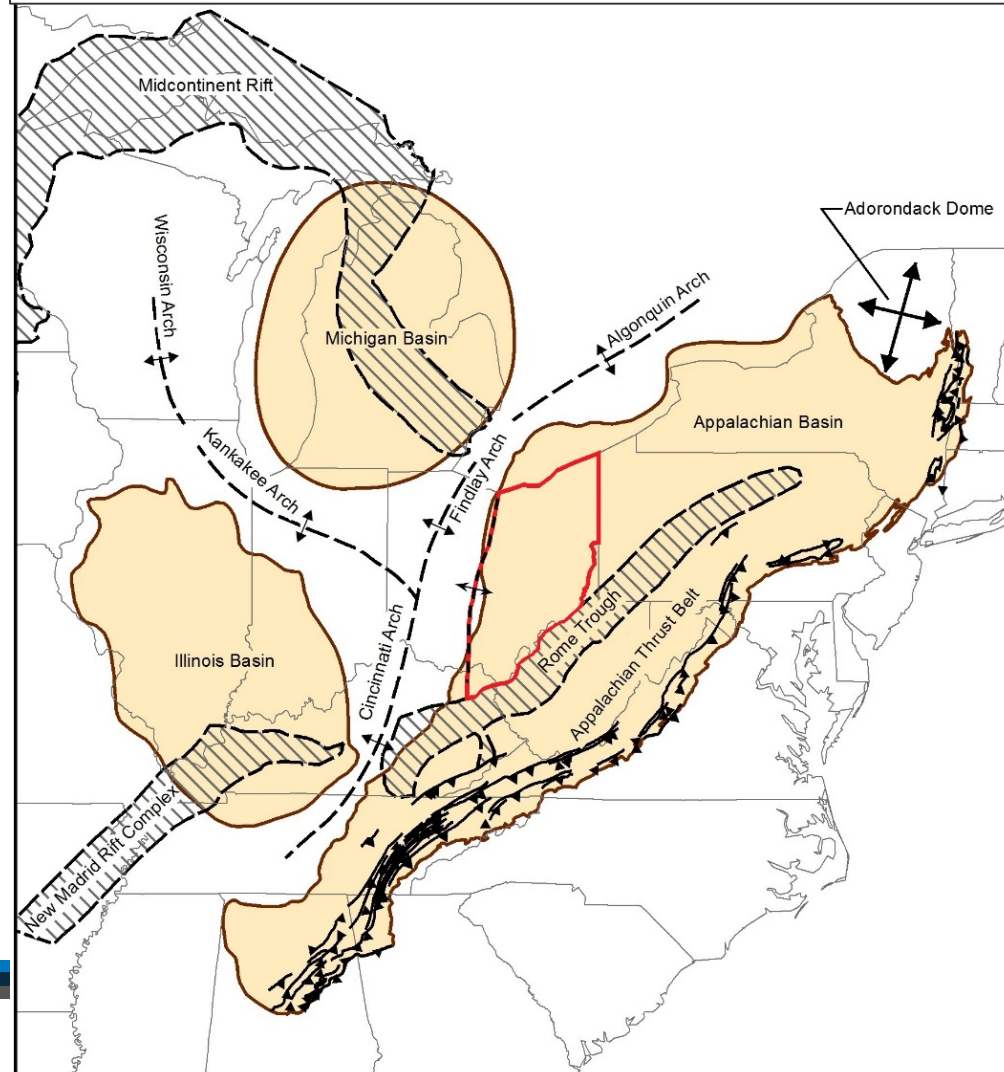 Midcontinent Rift
Adorondack Dome
Wisconsin Arch
Algonquin Arch
Michigan Basin
Appalachian Basin
Kankakee Arch
Findlay Arch
Rome Trough
Appalachian Thrust Belt
Illinois Basin
Cincinnati Arch
New Madrid Rift Complex